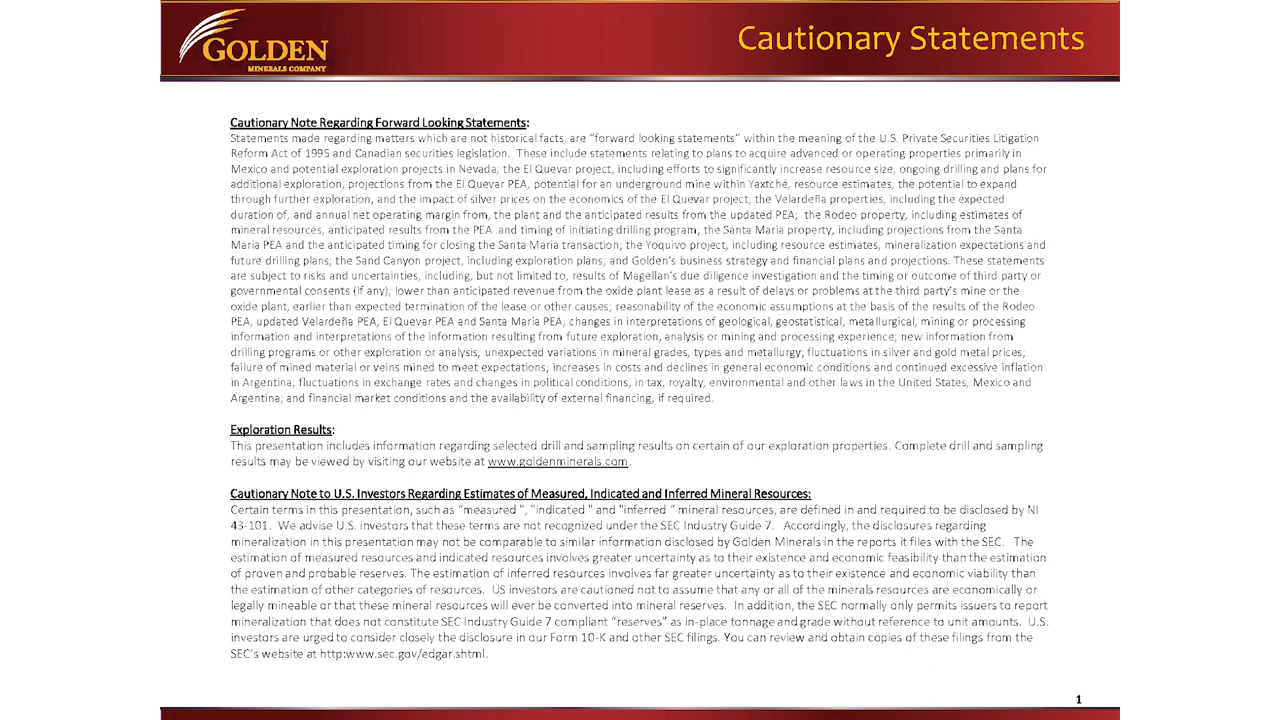 GOLDEN
MINERALS COMPANY
Cautionary Statements
Cautionary Note Regarding Forward Looking Statements:
Statements made regarding matters which are not historical facts, are “forward looking statements” within the meaning of the U.S. Private Securities Litigation
Reform Act of 1995 and Canadian securities legislation.  These include statements relating to plans to acquire advanced or operating properties primarily in
Mexico and potential exploration projects in Nevada; the El Quevar project, including efforts to significantly increase resource size, ongoing drilling and plans for
additional exploration, projections from the El Quevar PEA, potential for an underground mine within Yaxtché, resource estimates, the potential to expand
through further exploration, and the impact of silver prices on the economics of the El Quevar project; the Velardeña properties, including the expected
duration of, and annual net operating margin from, the plant and the anticipated results from the updated PEA;  the Rodeo property, including estimates of
mineral resources, anticipated results from the PEA  and timing of initiating drilling program, the Santa Maria property, including projections from the Santa
Maria PEA and the anticipated timing for closing the Santa Maria transaction; the Yoquivo project, including resource estimates, mineralization expectations and
future drilling plans; the Sand Canyon project, including exploration plans; and Golden’s business strategy and financial plans and projections. These statements
are subject to risks and uncertainties, including, but not limited to, results of Magellan’s due diligence investigation and the timing or outcome of third party or
governmental consents (if any); lower than anticipated revenue from the oxide plant lease as a result of delays or problems at the third party’s mine or the
oxide plant, earlier than expected termination of the lease or other causes; reasonability of the economic assumptions at the basis of the results of the Rodeo
PEA, updated Velardeña PEA, El Quevar PEA and Santa Maria PEA; changes in interpretations of geological, geostatistical, metallurgical, mining or processing
information and interpretations of the information resulting from future exploration, analysis or mining and processing experience; new information from
drilling programs or other exploration or analysis; unexpected variations in mineral grades, types and metallurgy; fluctuations in silver and gold metal prices;
failure of mined material or veins mined to meet expectations; increases in costs and declines in general economic conditions and continued excessive inflation
in Argentina; fluctuations in exchange rates and changes in political conditions, in tax, royalty, environmental and other laws in the United States, Mexico and
Argentina; and financial market conditions and the availability of external financing, if required.
Exploration Results:
This presentation includes information regarding selected drill and sampling results on certain of our exploration properties. Complete drill and sampling
results may be viewed by visiting our website at www.goldenminerals.com.
Cautionary Note to U.S. Investors Regarding Estimates of Measured, Indicated and Inferred Mineral Resources:
Certain terms in this presentation, such as “measured ", "indicated " and "inferred “ mineral resources, are defined in and required to be disclosed by NI
43-101.  We advise U.S. investors that these terms are not recognized under the SEC Industry Guide 7.   Accordingly, the disclosures regarding
mineralization in this presentation may not be comparable to similar information disclosed by Golden Minerals in the reports it files with the SEC.   The
estimation of measured resources and indicated resources involves greater uncertainty as to their existence and economic feasibility than the estimation
of proven and probable reserves. The estimation of inferred resources involves far greater uncertainty as to their existence and economic viability than
the estimation of other categories of resources.  US investors are cautioned not to assume that any or all of the minerals resources are economically or
legally mineable or that these mineral resources will ever be converted into mineral reserves.  In addition, the SEC normally only permits issuers to report
mineralization that does not constitute SEC Industry Guide 7 compliant “reserves” as in-place tonnage and grade without reference to unit amounts.  U.S.
investors are urged to consider closely the disclosure in our Form 10-K and other SEC filings. You can review and obtain copies of these filings from the
SEC’s website at http:www.sec.gov/edgar.shtml.
1